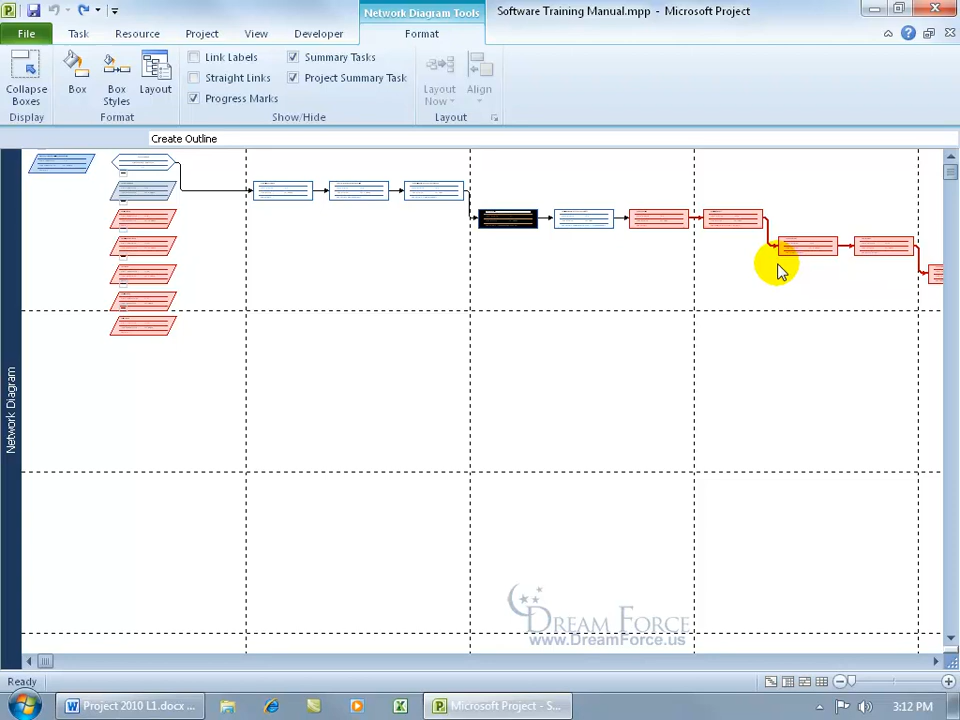 Network Diagram Tools
Software Training Manual.mpp - Microsoft Project
File
Task
Resource
Project
View
Developer
Format
Collapse Boxes
Box
Box Styles
Layout
Link Labels
Straight Links
Progress Marks
Summary Tasks
Project Summary Task
Layout Now
Align
Display
Format
Show/Hide
Layout
Create Outline
Network Diagram
DREAM FORCE
www.DreamForce.us
Ready
Project 2010 L1.docx ...
Microsoft Project - S...
3:12 PM